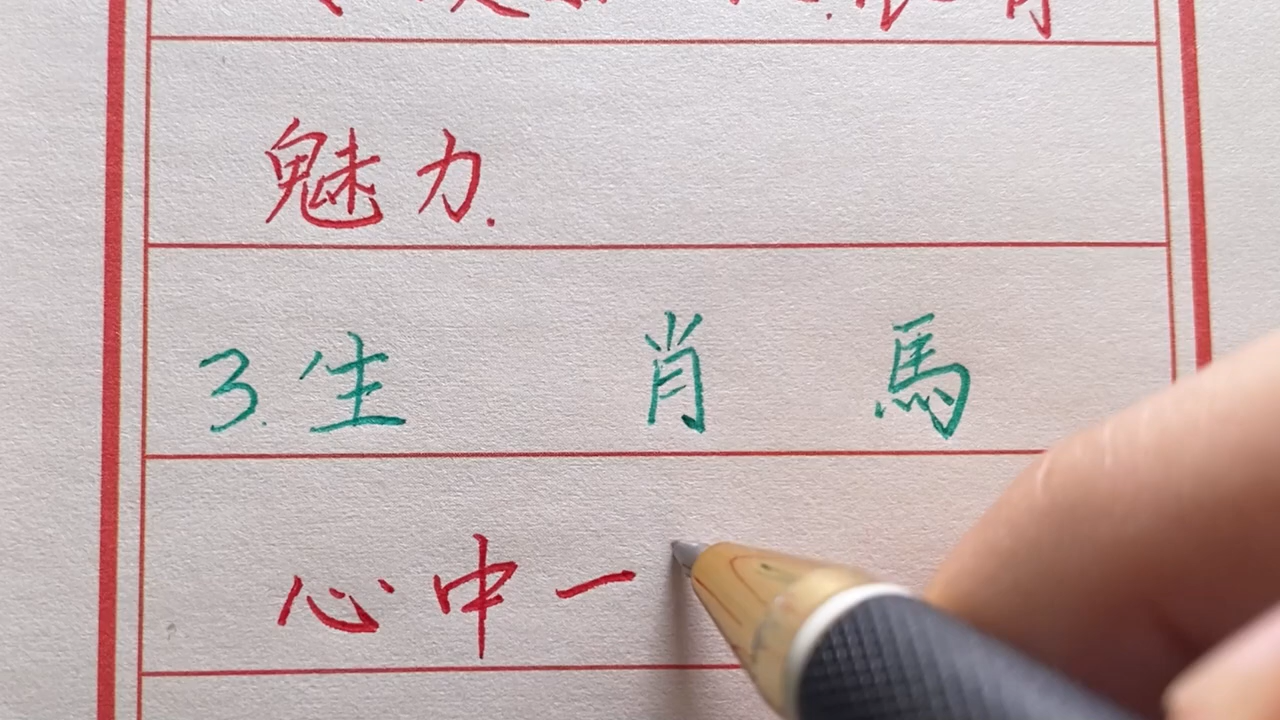 魅力.
3.生 肖 馬
心中一